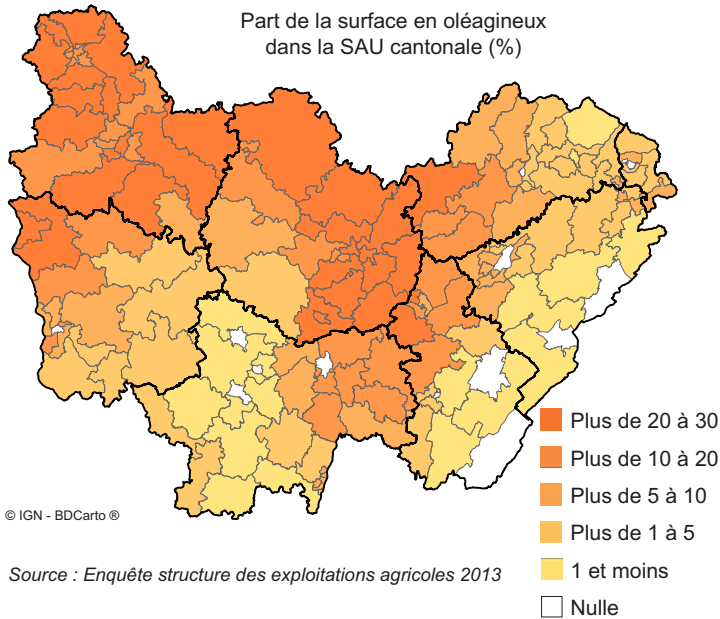 Part de la surface en oléagineux
dans la SAU cantonale (%)
Plus de 20 à 30
Plus de 10 à 20
Plus de 5 à 10
Plus de 1 à 5
1 et moins
Nulle
© IGN - BDCarto ®
Source : Enquête structure des exploitations agricoles 2013